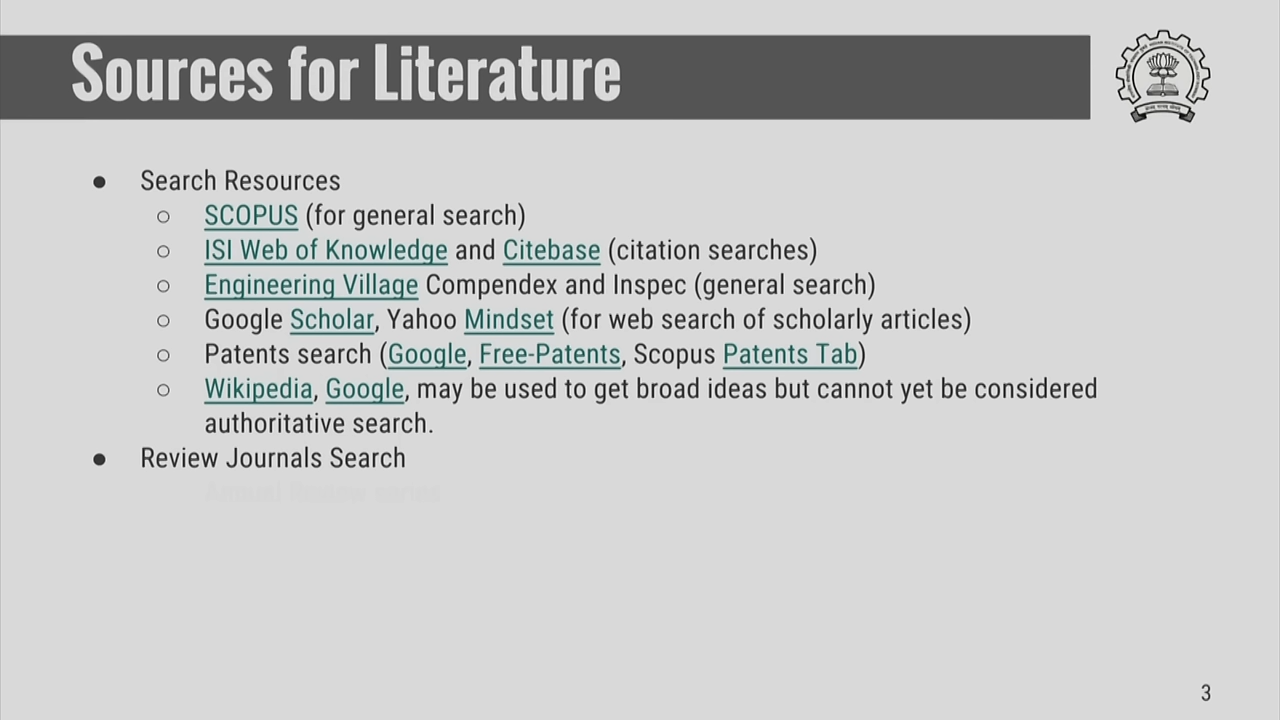 Sources for Literature
● Search Resources
○ SCOPUS (for general search)
○ ISI Web of Knowledge and Citebase (citation searches)
○ Engineering Village Compendex and Inspec (general search)
○ Google Scholar, Yahoo Mindset (for web search of scholarly articles)
○ Patents search (Google, Free-Patents, Scopus Patents Tab)
○ Wikipedia, Google, may be used to get broad ideas but cannot yet be considered
authoritative search.
● Review Journals Search
3